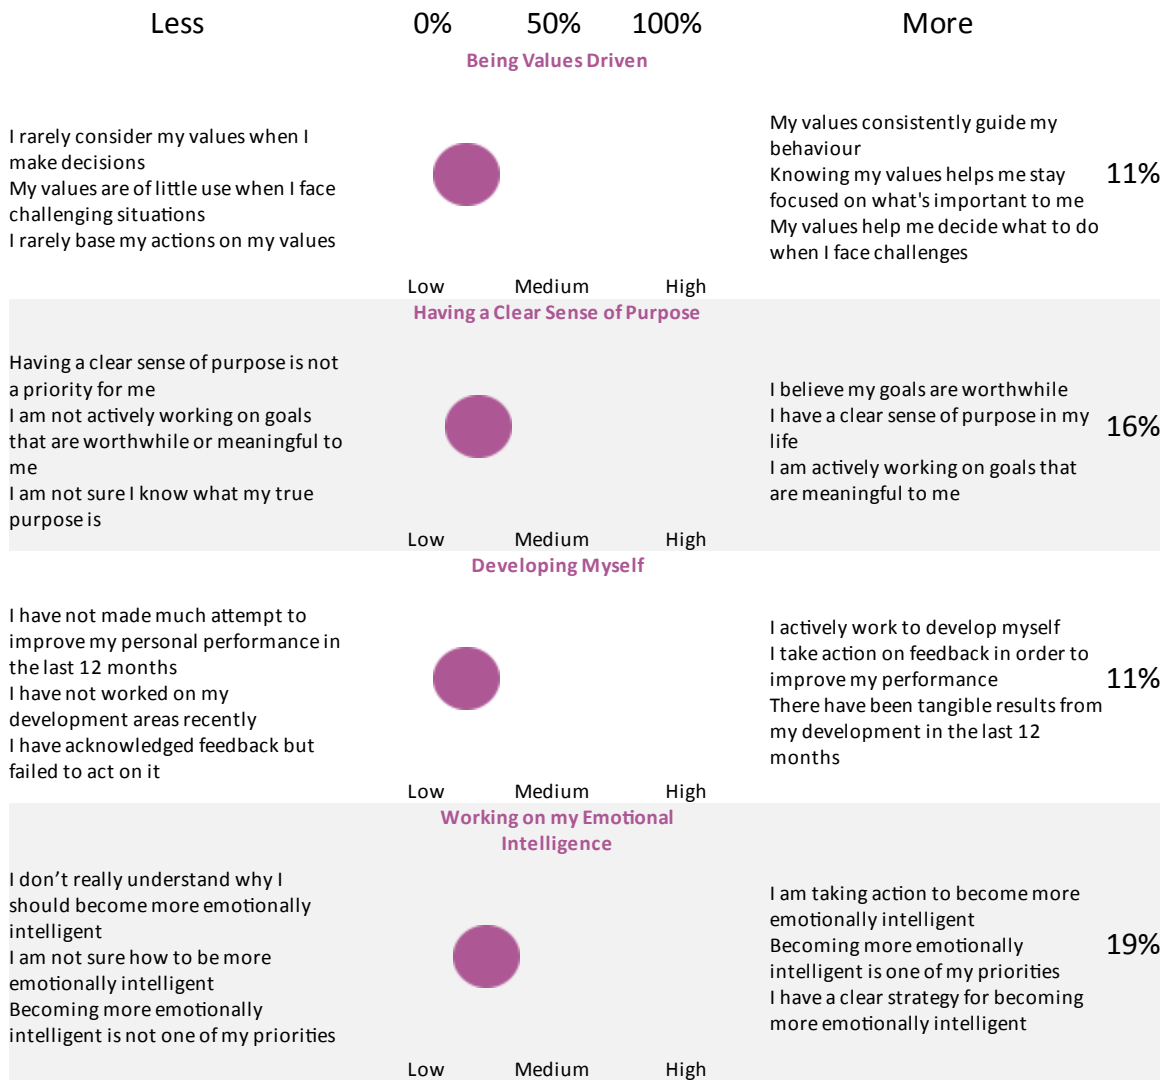 Less 0% 50% 100% More
Being Values Driven
I rarely consider my values when I
make decisions
My values are of little use when I face
challenging situations
I rarely base my actions on my values
My values consistently guide my
behaviour
Knowing my values helps me stay
focused on what's important to me
My values help me decide what to do
when I face challenges
11%
Low Medium High
Having a Clear Sense of Purpose
Having a clear sense of purpose is not
a priority for me
I am not actively working on goals
that are worthwhile or meaningful to
me
I am not sure I know what my true
purpose is
I believe my goals are worthwhile
I have a clear sense of purpose in my
life
I am actively working on goals that
are meaningful to me
16%
Low Medium High
Developing Myself
I have not made much attempt to
improve my personal performance in
the last 12 months
I have not worked on my
development areas recently
I have acknowledged feedback but
failed to act on it
I actively work to develop myself
I take action on feedback in order to
improve my performance
There have been tangible results from
my development in the last 12
months
11%
Low Medium High
Working on my Emotional
Intelligence
I don’t really understand why I
should become more emotionally
intelligent
I am not sure how to be more
emotionally intelligent
Becoming more emotionally
intelligent is not one of my priorities
I am taking action to become more
emotionally intelligent
Becoming more emotionally
intelligent is one of my priorities
I have a clear strategy for becoming
more emotionally intelligent
19%
Low Medium High